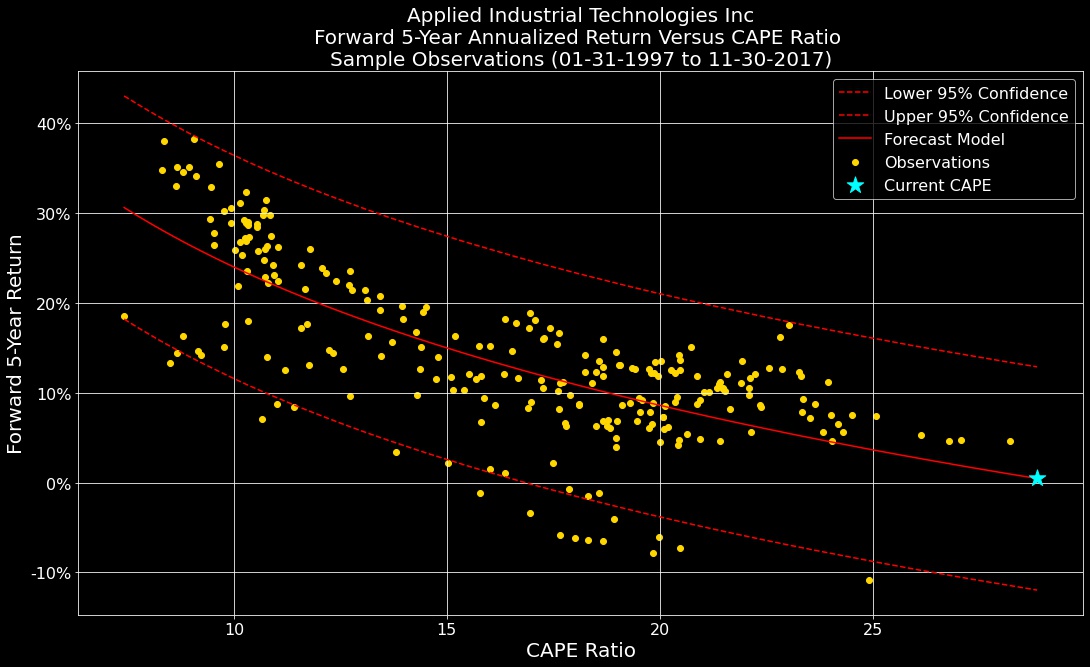 Applied Industrial Technologies Inc
Forward 5-Year Annualized Return Versus CAPE Ratio
Sample Observations (01-31-1997 to 11-30-2017)
Lower 95% Confidence
Upper 95% Confidence
Forecast Model
Observations
Current CAPE
Forward 5-Year Return
40%
30%
20%
10%
0%
-10%
10 15 20 25
CAPE Ratio